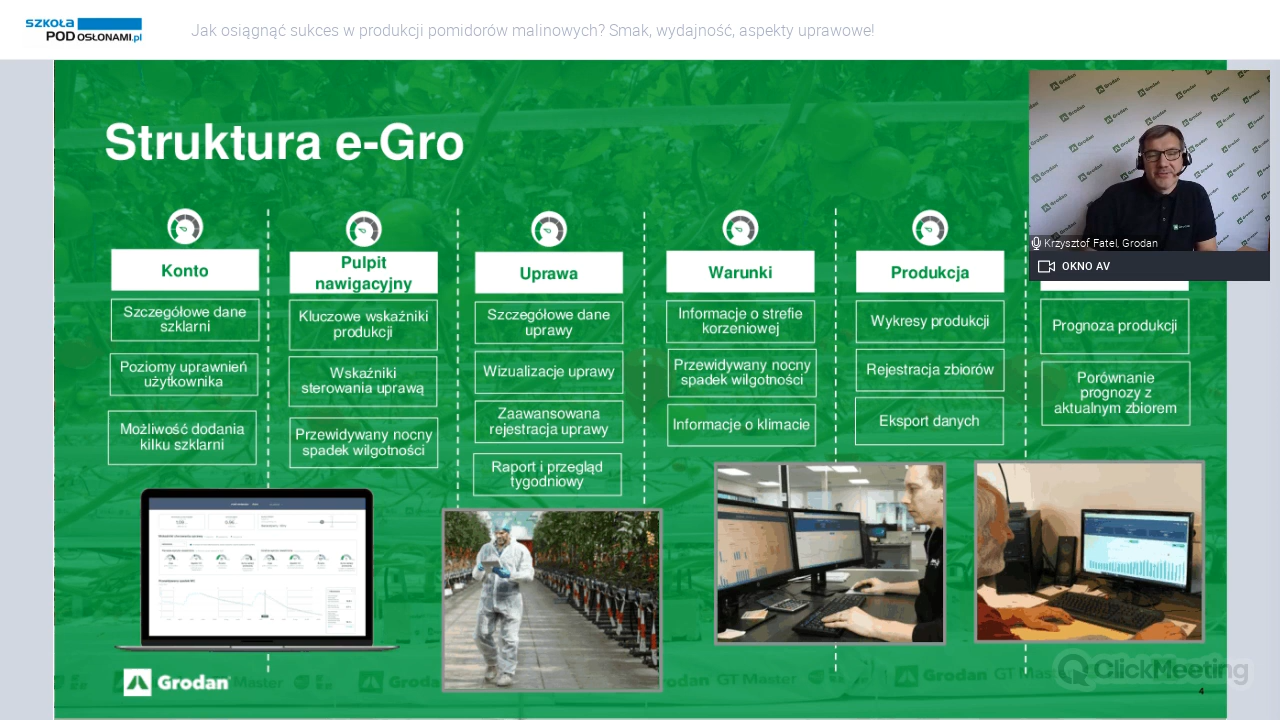 SZKOŁA
POD OSŁONAMI.pl
Jak osiągnąć sukces w produkcji pomidorów malinowych? Smak, wydajność, aspekty uprawowe!
Struktura e-Gro
Krzysztof Fatel, Grodan
OKNO AV
Konto
Szczegółowe dane
szklarni
Poziomy uprawnień
użytkownika
Możliwość dodania
kilku szklarni
Pulpit
nawigacyjny
Kluczowe wskaźniki
produkcji
Wskaźniki
sterowania uprawą
Przewidywany nocny
spadek wilgotności
Uprawa
Szczegółowe dane
uprawy
Wizualizacje uprawy
Zaawansowana
rejestracja uprawy
Raport i przegląd
tygodniowy
Warunki
Informacje o strefie
korzeniowej
Przewidywany nocny
spadek wilgotności
Informacje o klimacie
Produkcja
Wykresy produkcji
Rejestracja zbiorów
Eksport danych
Prognoza produkcji
Porównanie
prognozy z
aktualnym zbiorem
Grodan
Master
GT Master
Grodan
ClickMeeting
4